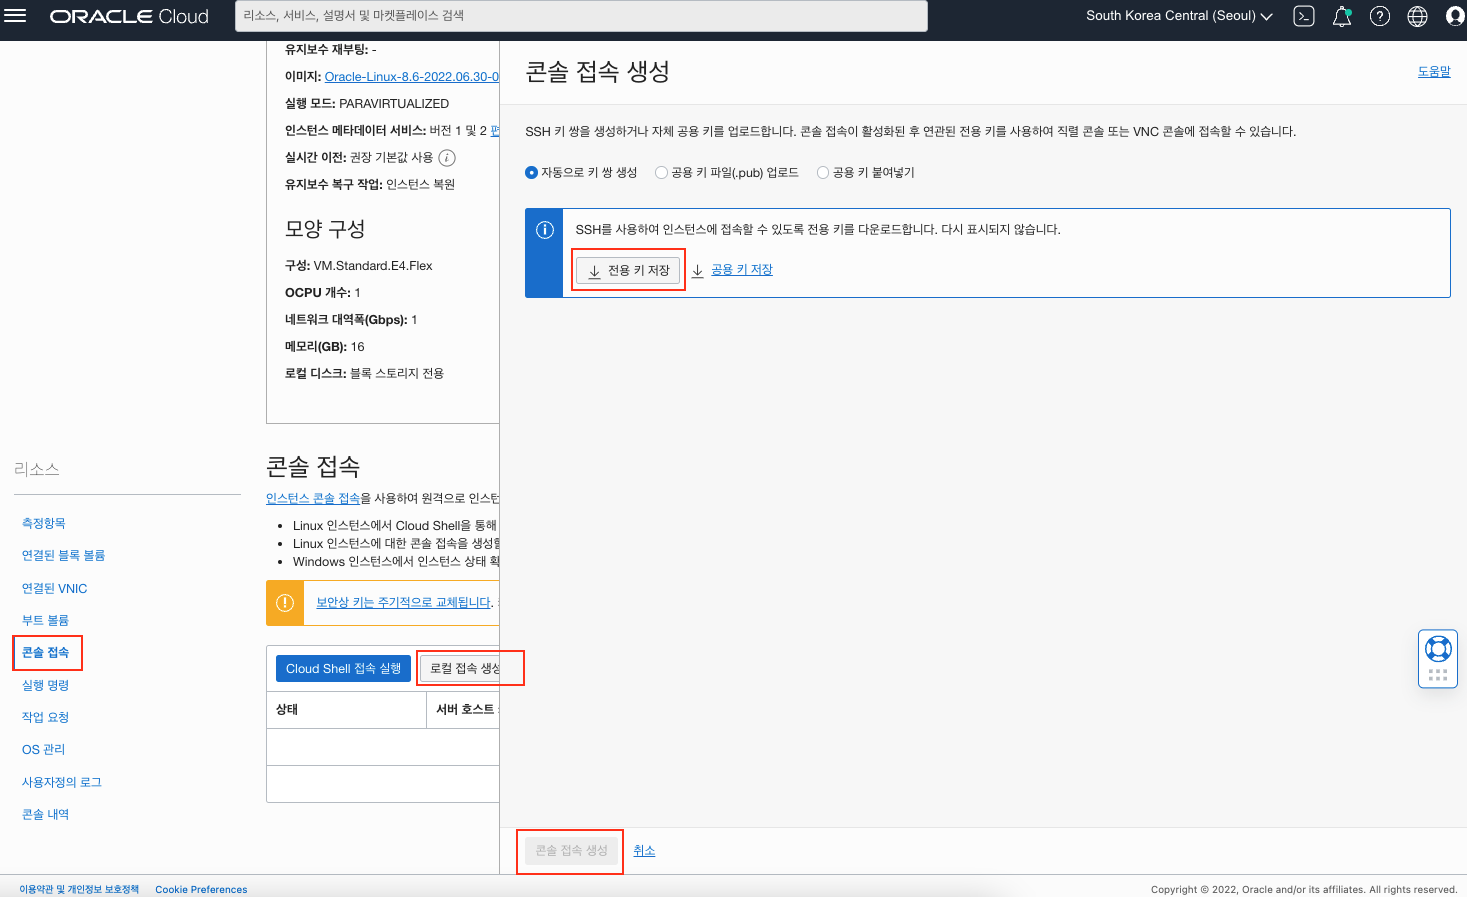 ORACLE Cloud
리소스, 서비스, 설명서 및 마켓플레이스 검색
South Korea Central (Seoul)
유지보수 재부팅: -
이미지: Oracle-Linux-8.6-2022.06.30-0
실행 모드: PARAVIRTUALIZED
인스턴스 메타데이터 서비스: 버전 1 및 2 편
실시간 이전: 권장 기본값 사용
유지보수 복구 작업: 인스턴스 복원
모양 구성
구성: VM.Standard.E4.Flex
OCPU 개수: 1
네트워크 대역폭(Gbps): 1
메모리(GB): 16
로컬 디스크: 블록 스토리지 전용
리소스
측정항목
연결된 블록 볼륨
연결된 VNIC
부트 볼륨
콘솔 접속
실행 명령
작업 요청
OS 관리
사용자정의 로그
콘솔 내역
콘솔 접속
인스턴스 콘솔 접속을 사용하여 원격으로 인스턴
Linux 인스턴스에서 Cloud Shell을 통해
Linux 인스턴스에 대한 콘솔 접속을 생성할
Windows 인스턴스에서 인스턴스 상태 확
보안상 키는 주기적으로 교체됩니다.
Cloud Shell 접속 실행
로컬 접속 생성
상태
서버 호스트
콘솔 접속 생성
도움말
SSH 키 쌍을 생성하거나 자체 공용 키를 업로드합니다. 콘솔 접속이 활성화된 후 연관된 전용 키를 사용하여 직렬 콘솔 또는 VNC 콘솔에 접속할 수 있습니다.
자동으로 키 쌍 생성
공용 키 파일(.pub) 업로드
공용 키 붙여넣기
SSH를 사용하여 인스턴스에 접속할 수 있도록 전용 키를 다운로드합니다. 다시 표시되지 않습니다.
전용 키 저장
공용 키 저장
콘솔 접속 생성
취소
이용약관 및 개인정보 보호정책
Cookie Preferences
Copyright © 2022, Oracle and/or its affiliates. All rights reserved.